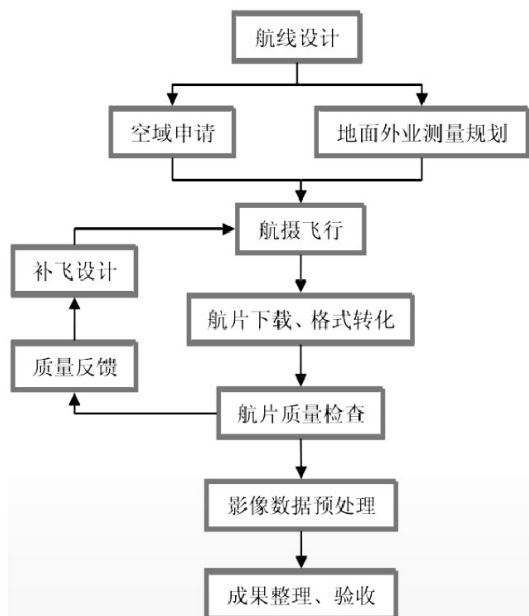 航线设计
空域申请
地面外业测量规划
航摄飞行
补飞设计
航片下载、格式转化
质量反馈
航片质量检查
影像数据预处理
成果整理、验收